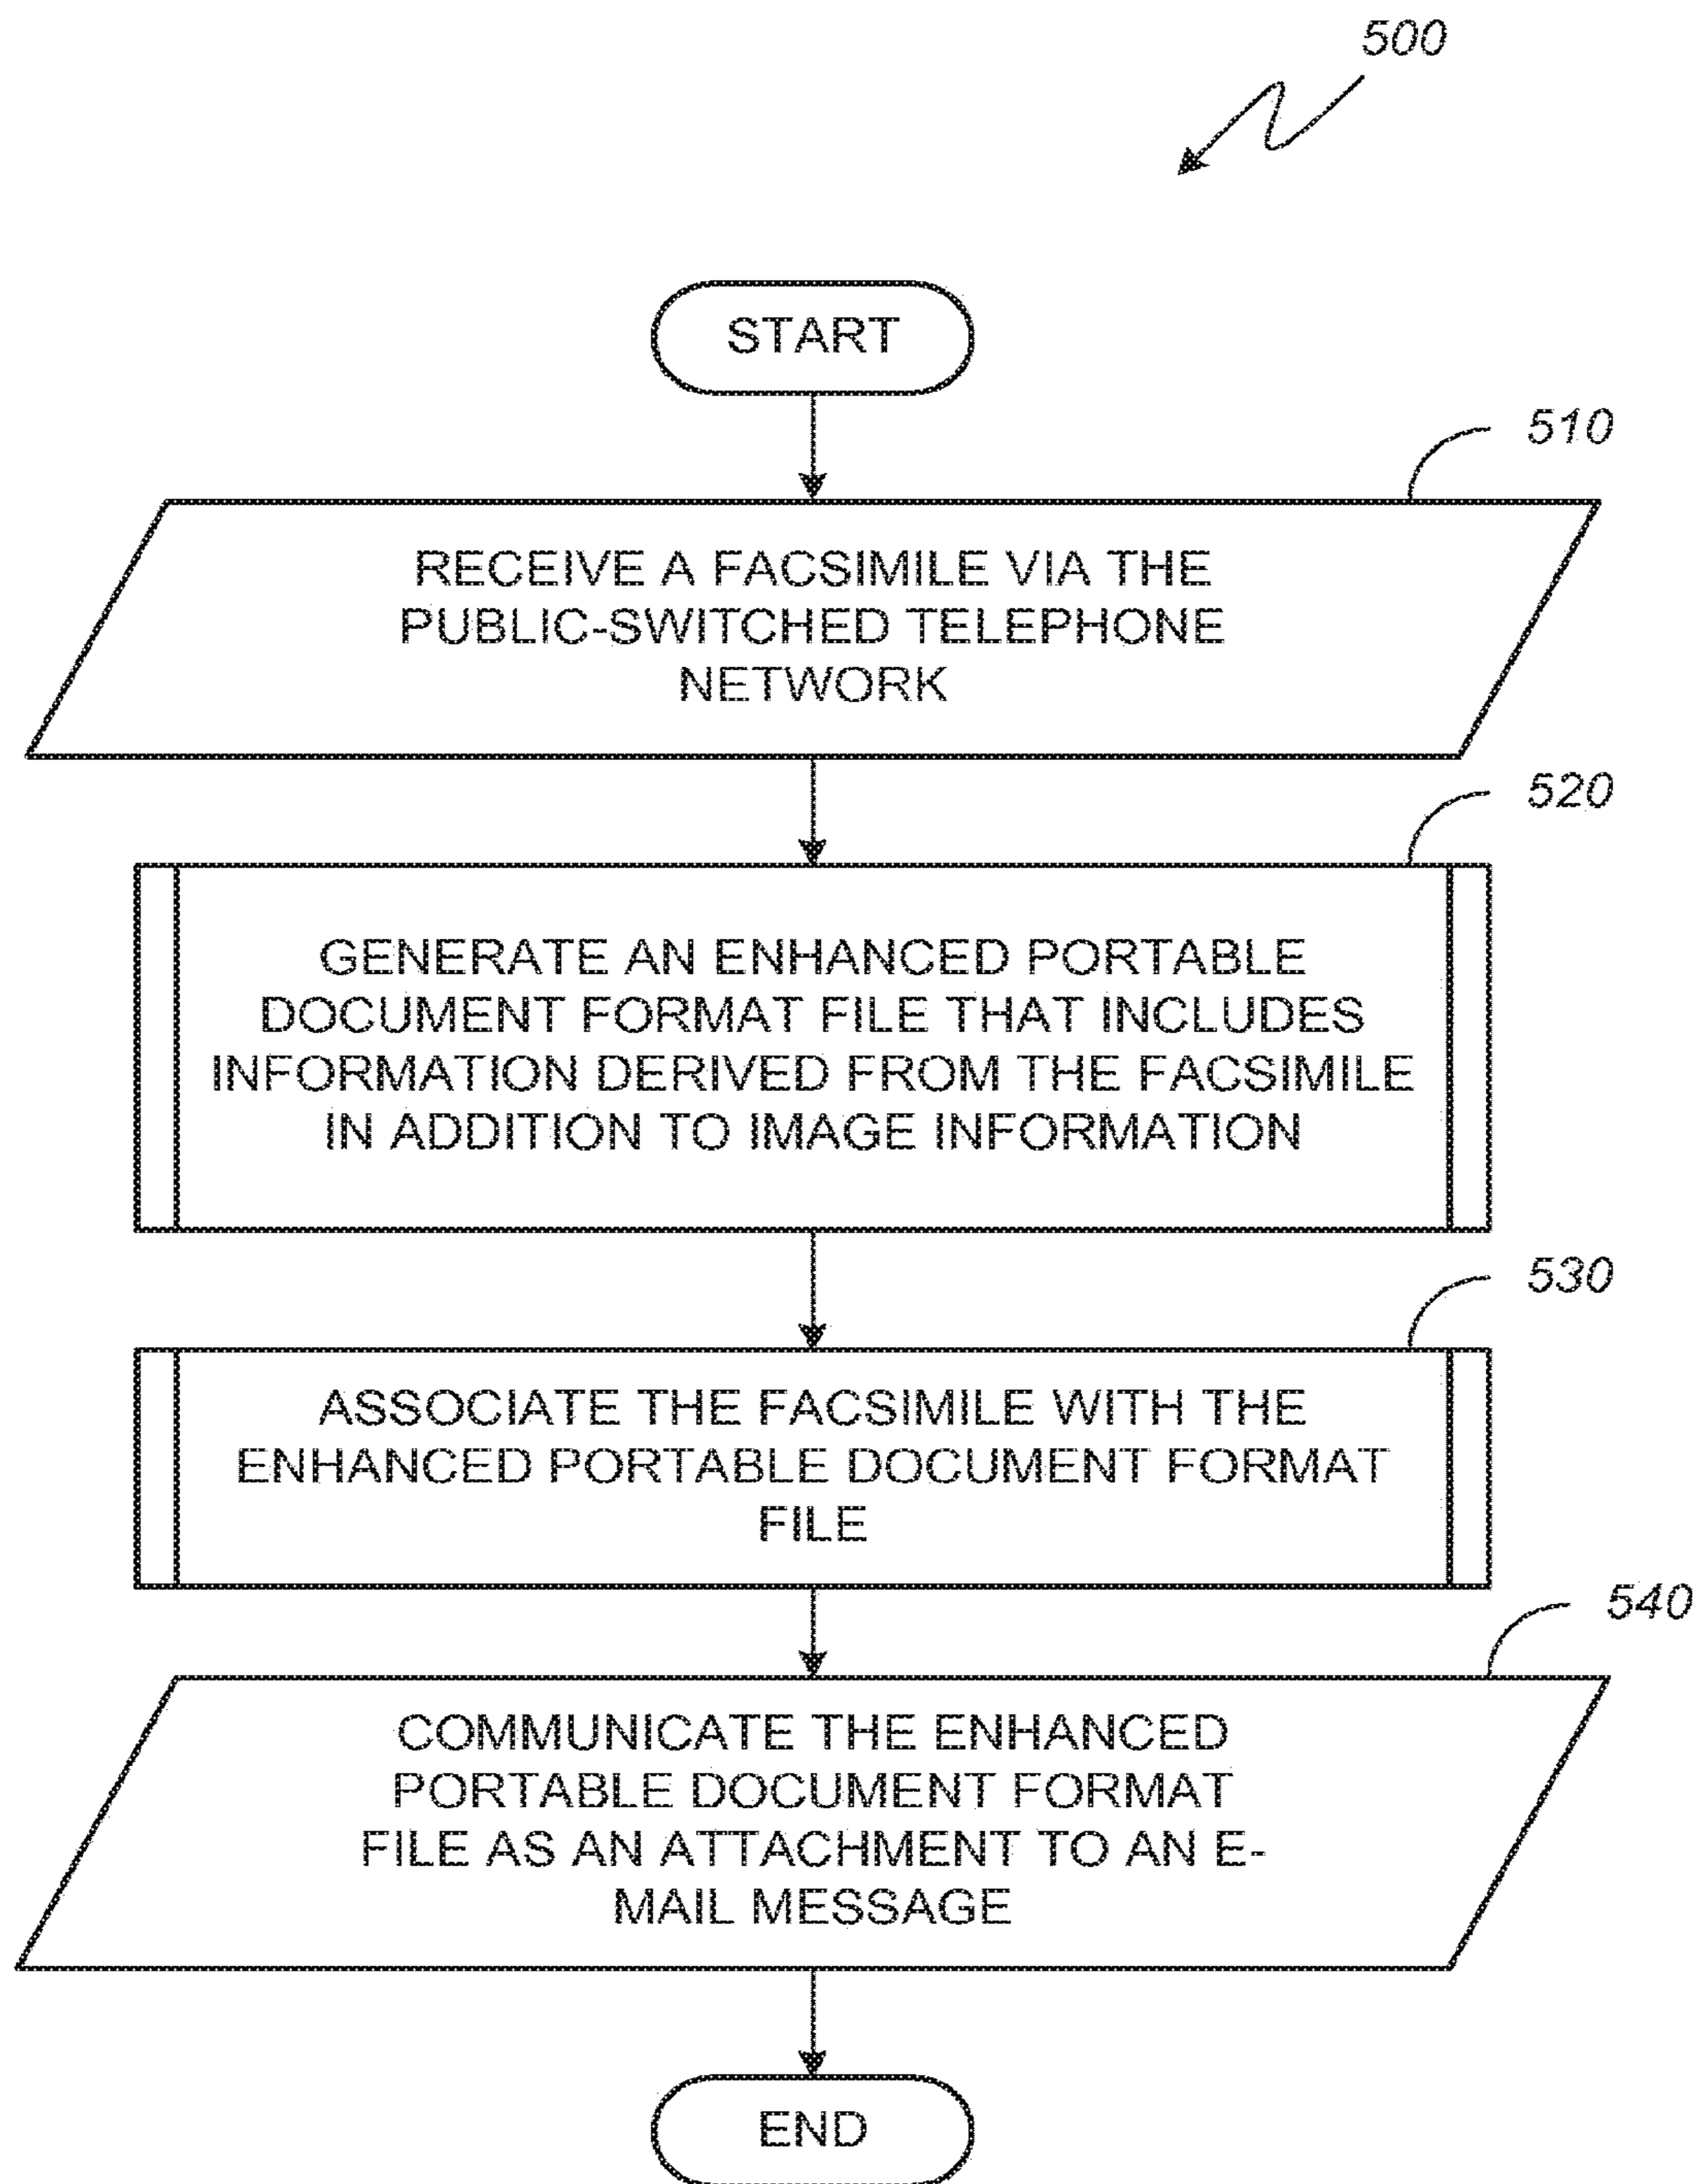 500
START
510
RECEIVE A FACSIMILE VIA THE
PUBLIC-SWITCHED TELEPHONE
NETWORK
520
GENERATE AN ENHANCED PORTABLE
DOCUMENT FORMAT FILE THAT INCLUDES
INFORMATION DERIVED FROM THE FACSIMILE
IN ADDITION TO IMAGE INFORMATION
530
ASSOCIATE THE FACSIMILE WITH THE
ENHANCED PORTABLE DOCUMENT FORMAT
FILE
540
COMMUNICATE THE ENHANCED
PORTABLE DOCUMENT FORMAT
FILE AS AN ATTACHMENT TO AN E-
MAIL MESSAGE
END